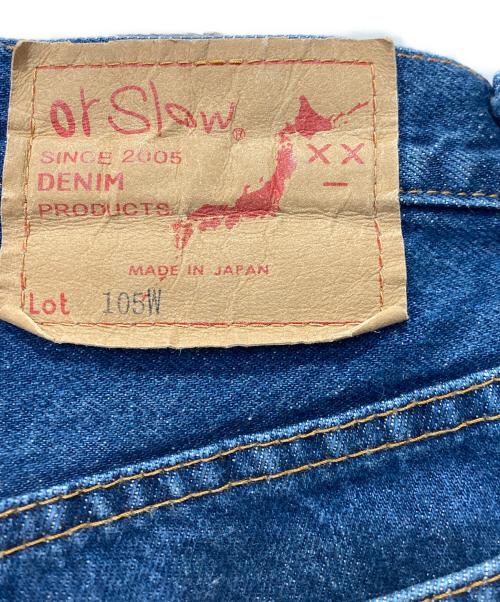 orSlow®
SINCE 2005
DENIM
PRODUCTS
XX
MADE IN JAPAN
Lot 105W